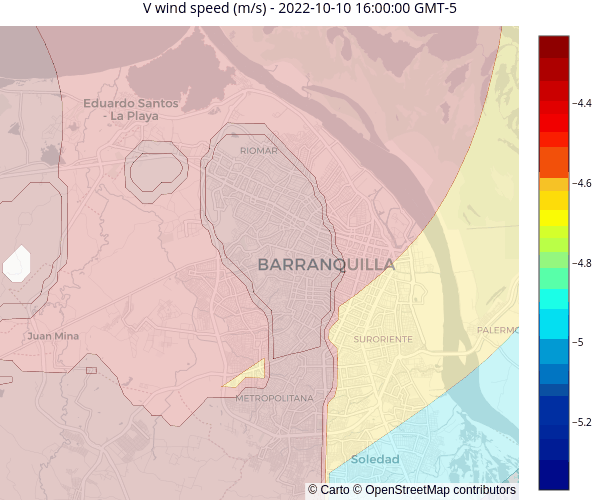 V wind speed (m/s) - 2022-10-10 16:00:00 GMT-5
Eduardo Santos
- La Playa
RIOMAR
BARRANQUILLA
Juan Mina
SURORIENTE
PALERMO
METROPOLITANA
Soledad
© Carto © OpenStreetMap contributors
−4.4
−4.6
−4.8
−5
−5.2